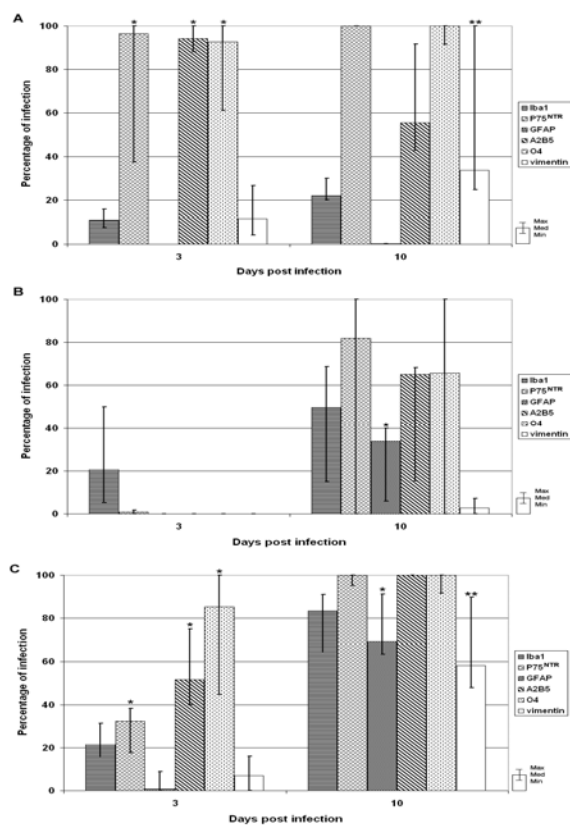 A
Percentage of infection
100
80
60
40
20
0
* * *
**
3
10
Days post infection
Iba1
P75NTR
GFAP
A2B5
O4
vimentin
Max
Med
Min
B
Percentage of infection
100
80
60
40
20
0
*
3
10
Days post infection
Iba1
P75NTR
GFAP
A2B5
O4
vimentin
Max
Med
Min
C
Percentage of infection
100
80
60
40
20
0
* * *
* **
3
10
Days post infection
Iba1
P75NTR
GFAP
A2B5
O4
vimentin
Max
Med
Min